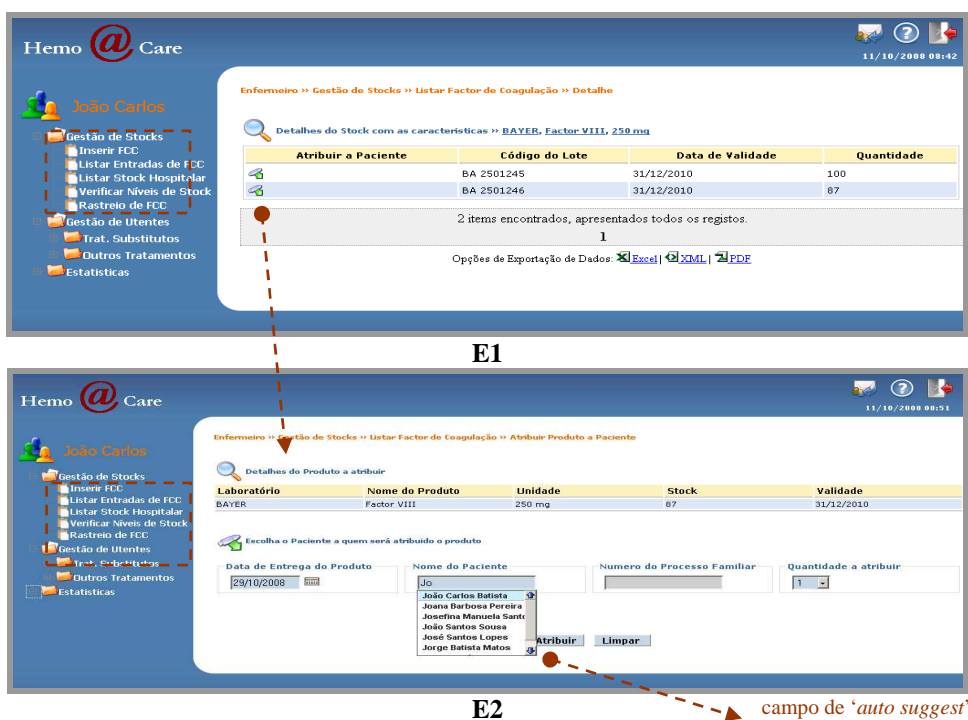 Hemo @ Care
11/10/2008 08:42
João Carlos
Enfermeiro » Gestão de Stocks » Listar Factor de Coagulação » Detalhe
Gestão de Stocks
Inserir FCC
Listar Entradas de FCC
Listar Stock Hospitalar
Verificar Níveis de Stock
Rastreio de FCC
Gestão de Utentes
Trat. Substitutos
Outros Tratamentos
Estatisticas
Detalhes do Stock com as características » BAYER, Factor VIII, 250 mg
Atribuir a Paciente Código do Lote Data de Validade Quantidade
BA 2501245 31/12/2010 100
BA 2501246 31/12/2010 87
2 items encontrados, apresentados todos os registos.
1
Opções de Exportação de Dados: Excel | XML | PDF
E1
Hemo @ Care
11/10/2008 08:51
João Carlos
Enfermeiro » Gestão de Stocks » Listar Factor de Coagulação » Atribuir Produto a Paciente
Gestão de Stocks
Inserir FCC
Listar Entradas de FCC
Listar Stock Hospitalar
Verificar Níveis de Stock
Rastreio de FCC
Gestão de Utentes
Trat. Substitutos
Outros Tratamentos
Estatisticas
Detalhes do Produto a atribuir
Laboratório Nome do Produto Unidade Stock Validade
BAYER Factor VIII 250 mg 87 31/12/2010
Escolha o Paciente a quem será atribuido o produto
Data de Entrega do Produto Nome do Paciente Numero do Processo Familiar Quantidade a atribuir
29/10/2008 Jo 1
João Carlos Batista
Joana Barbosa Pereira
Josefina Manuela
João Santos Sousa
José Santos Lopes
Jorge Batista Matos
Atribuir Limpar
E2
campo de ‘auto suggest’